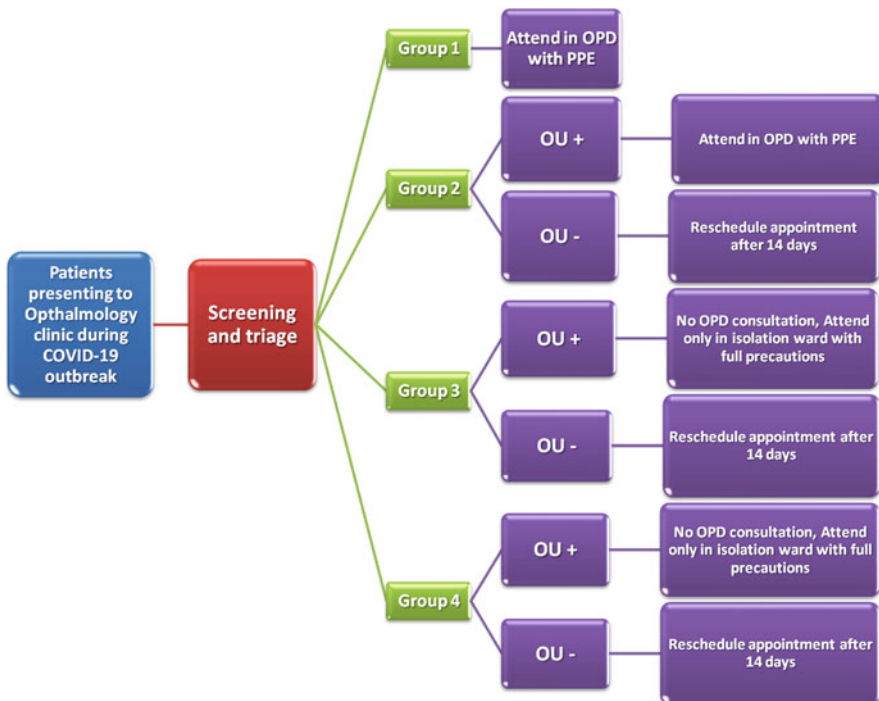 Patients
presenting to
Opthalmology
clinic during
COVID-19
outbreak
Screening
and triage
Group 1
Attend in OPD
with PPE
Group 2
OU +
Attend in OPD with PPE
OU -
Reschedule appointment
after 14 days
Group 3
OU +
No OPD consultation, Attend
only in isolation ward with
full precautions
OU -
Reschedule appointment after
14 days
Group 4
OU +
No OPD consultation, Attend
only in isolation ward with full
precautions
OU -
Reschedule appointment after
14 days